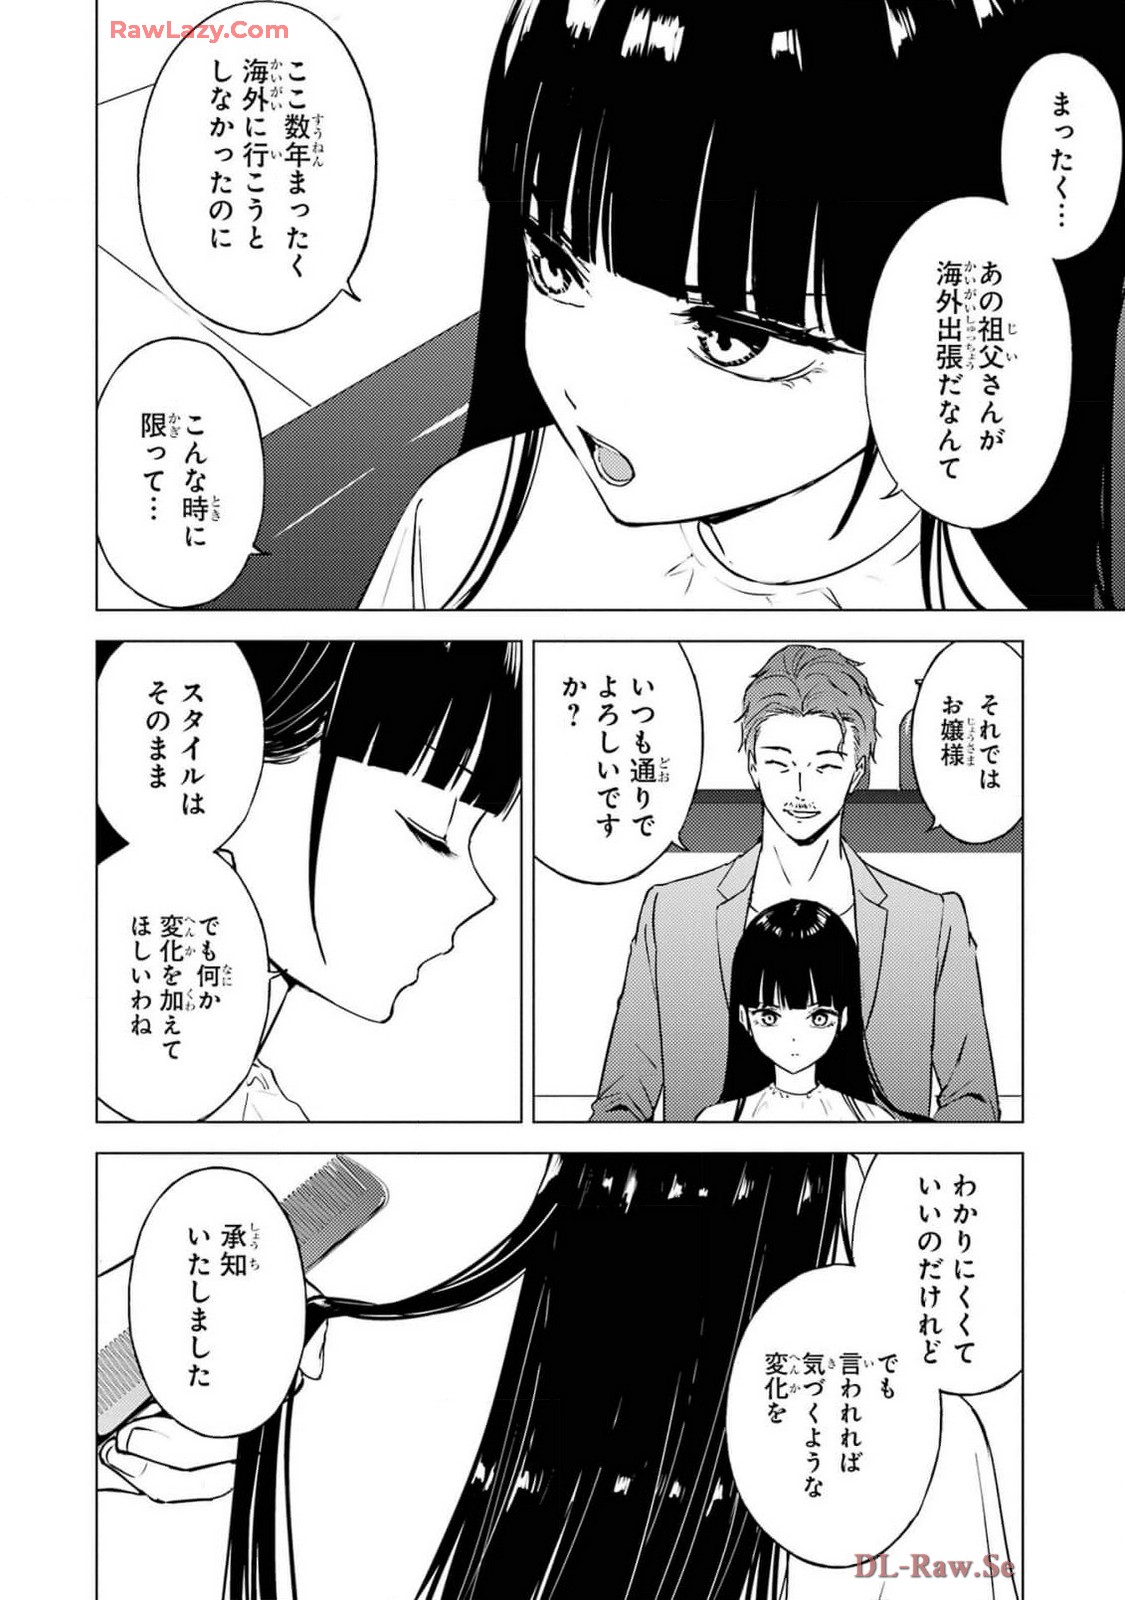 RawLazy.Com
まったく…
あの祖父さんが
海外出張だなんて
ここ数年まったく
海外に行こうと
しなかったのに
こんな時に
限って…
それでは
お嬢様
いつも通りで
よろしいです
か？
スタイルは
そのまま
でも何か
変化を加えて
ほしいわね
わかりにくくて
いいのだけれど
でも
言われれば
気づくような
変化を
承知
いたしました
DL-Raw.Se